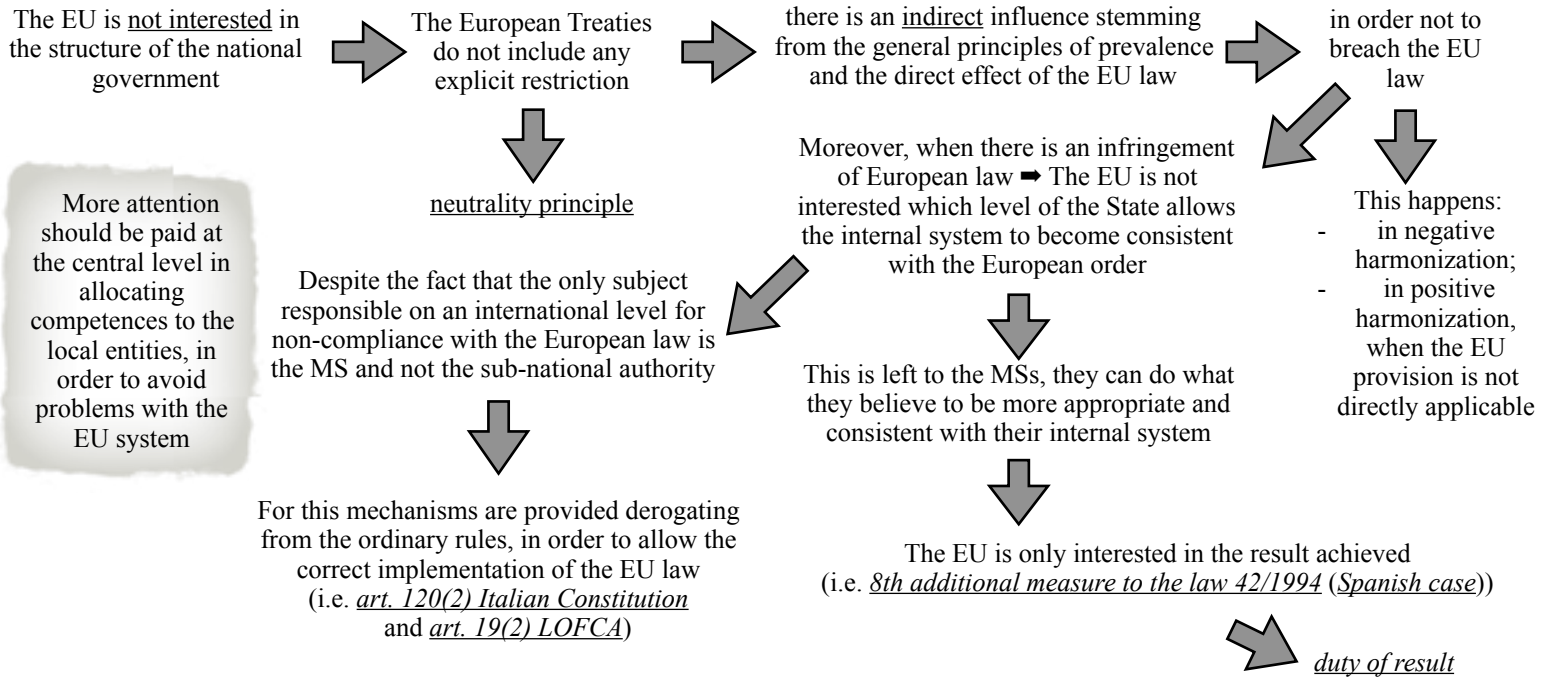 The EU is not interested in
the structure of the national
government
The European Treaties
do not include any
explicit restriction
there is an indirect influence stemming
from the general principles of prevalence
and the direct effect of the EU law
in order not to
breach the EU
law
neutrality principle
This happens:
- in negative
harmonization;
- in positive
harmonization,
when the EU
provision is not
directly applicable
Moreover, when there is an infringement
of European law ➡ The EU is not
interested which level of the State allows
the internal system to become consistent
with the European order
More attention
should be paid at
the central level in
allocating
competences to the
local entities, in
order to avoid
problems with the
EU system
Despite the fact that the only subject
responsible on an international level for
non-compliance with the European law is
the MS and not the sub-national authority
This is left to the MSs, they can do what
they believe to be more appropriate and
consistent with their internal system
For this mechanisms are provided derogating
from the ordinary rules, in order to allow the
correct implementation of the EU law
(i.e. art. 120(2) Italian Constitution
and art. 19(2) LOFCA)
The EU is only interested in the result achieved
(i.e. 8th additional measure to the law 42/1994 (Spanish case))
duty of result